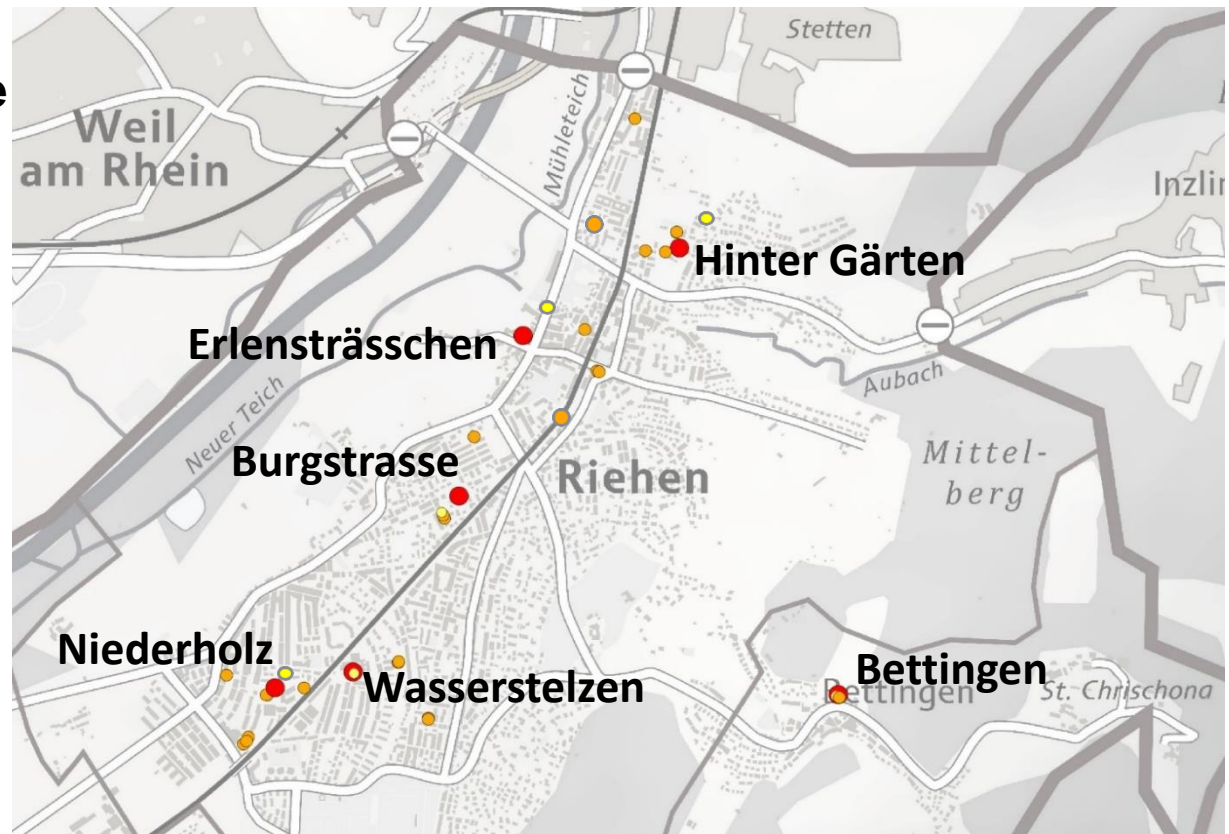 Stetten
e
Weil
am Rhein
Mühleteich
Hinter Gärten
Erlensträsschen
Aubach
Neuer Teich
Burgstrasse
Riehen
Mittel-
berg
Niederholz
Wasserstelzen
Bettingen
Bettingen
St. Chrischona